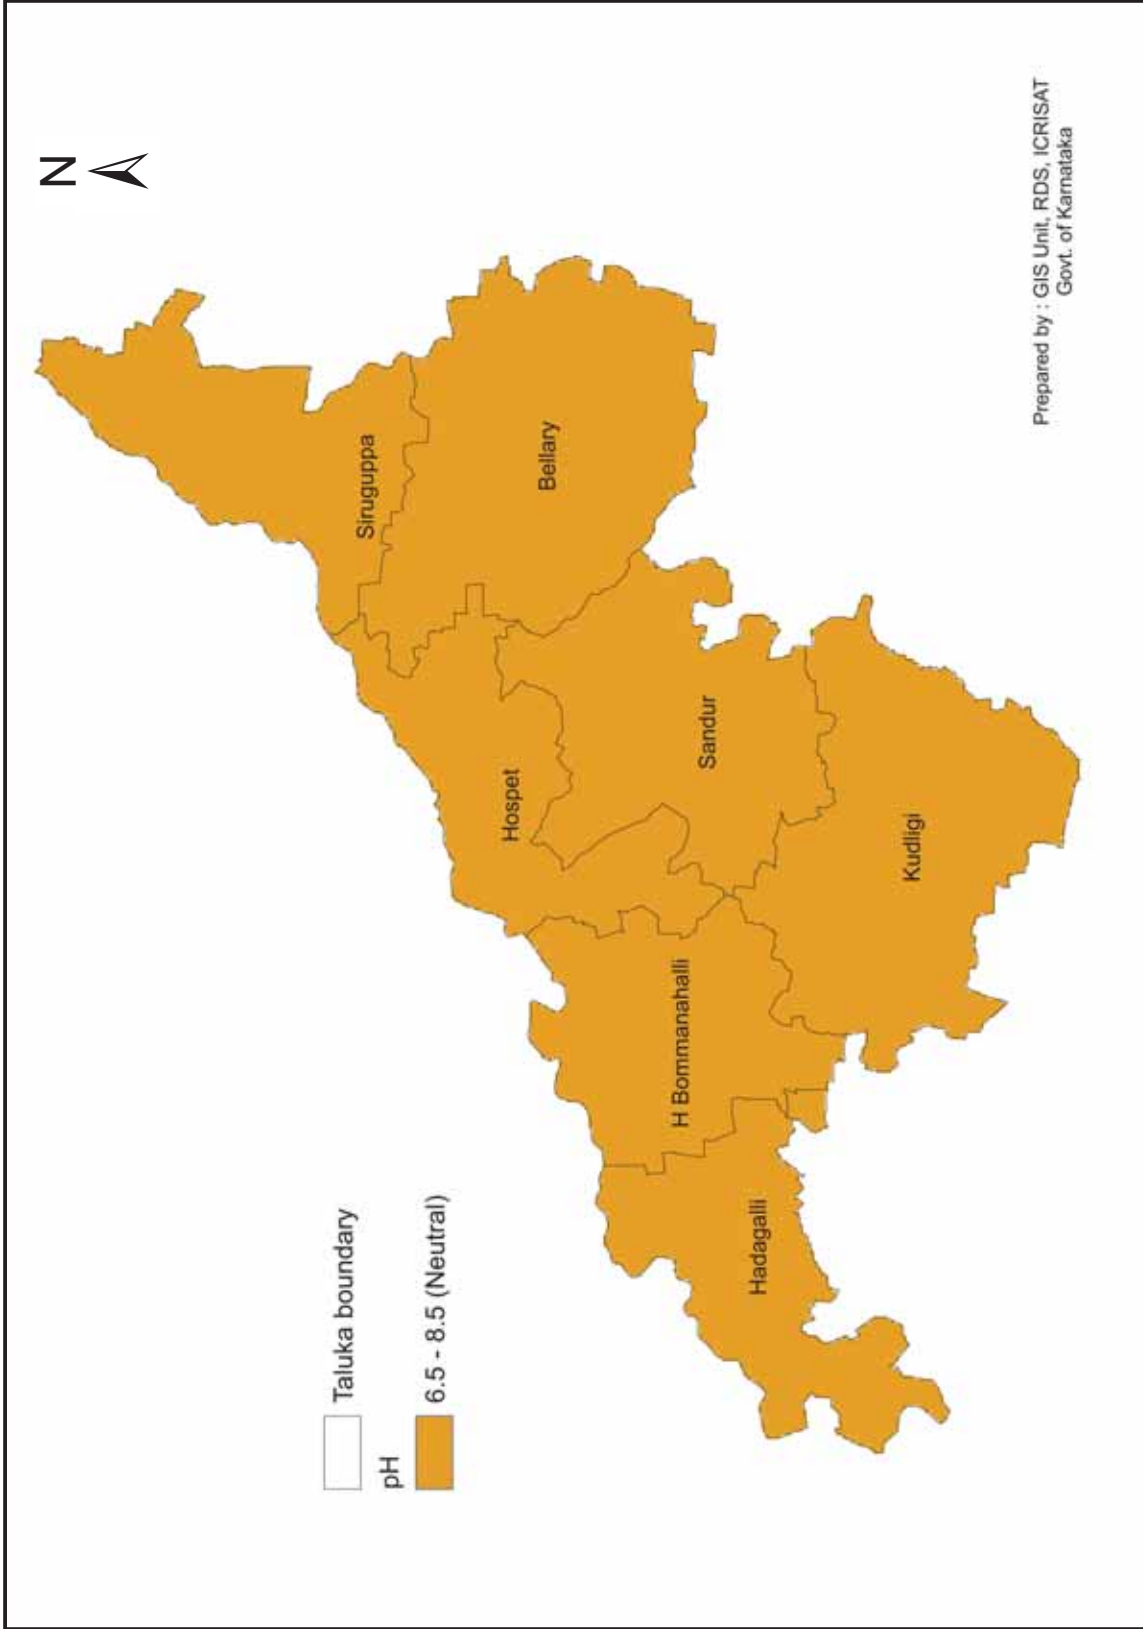 N
Siruguppa
Bellary
Hospet
Sandur
Kudligi
H Bommanahalli
Hadagalli
Taluka boundary
pH
6.5 - 8.5 (Neutral)
Prepared by : GIS Unit, RDS, ICRISAT
Govt. of Karnataka